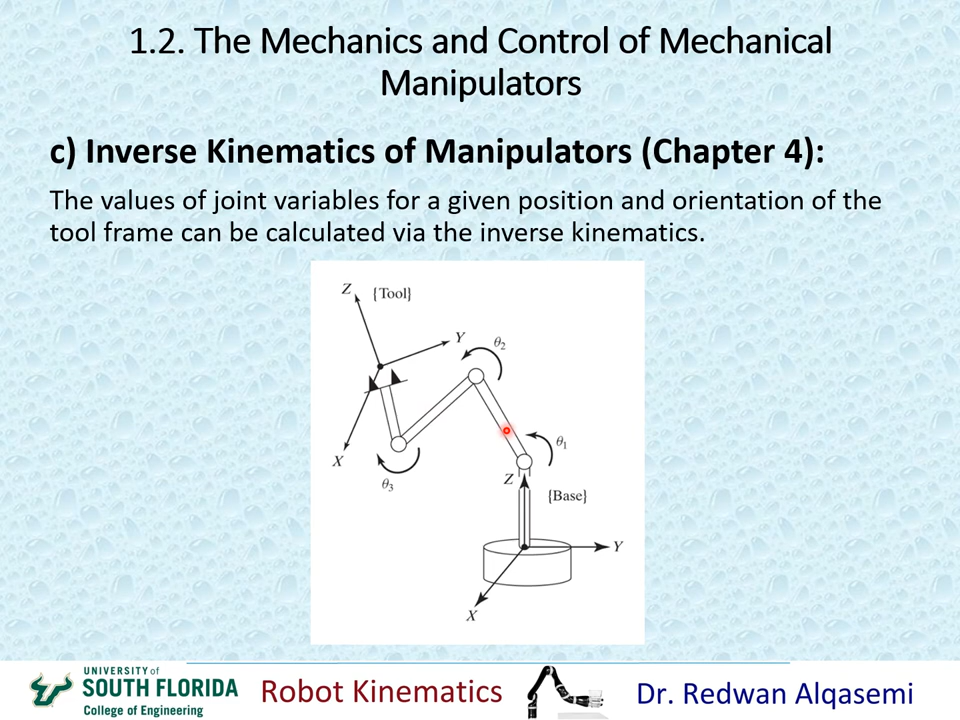 1.2. The Mechanics and Control of Mechanical
Manipulators
c) Inverse Kinematics of Manipulators (Chapter 4):
The values of joint variables for a given position and orientation of the
tool frame can be calculated via the inverse kinematics.
Z {Tool}
Y θ₂
X
θ₃
θ₁
Z
{Base}
Y
X
UNIVERSITY of
SOUTH FLORIDA
College of Engineering
Robot Kinematics
Dr. Redwan Alqasemi